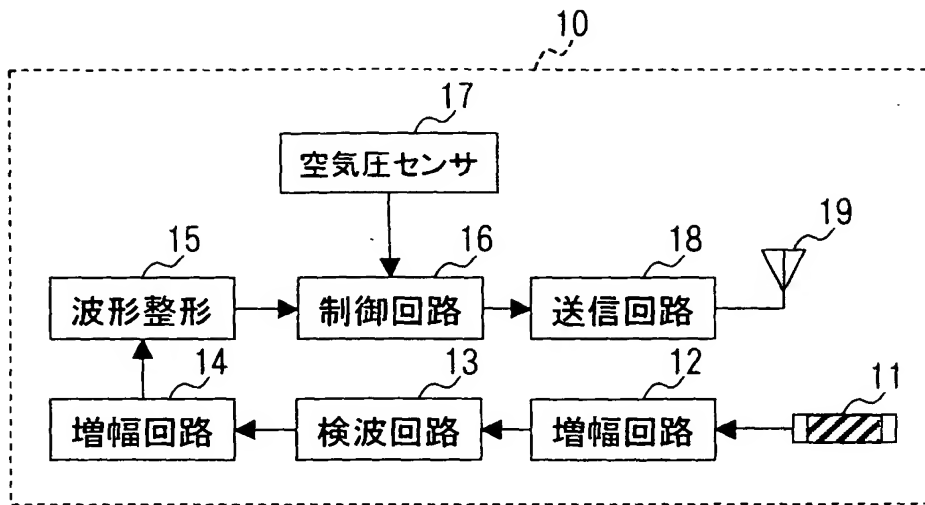 10
17
空気圧センサ
15
16
18
19
波形整形
制御回路
送信回路
14
13
12
11
増幅回路
検波回路
増幅回路